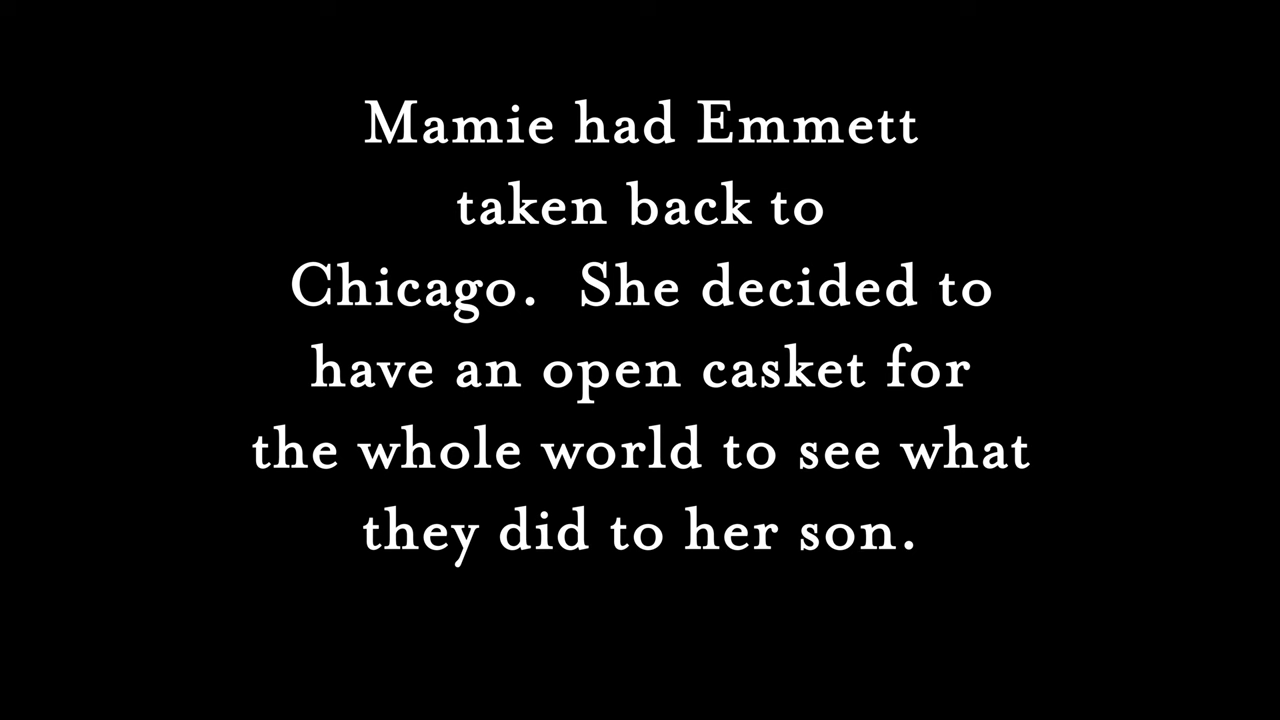 Mamie had Emmett
taken back to
Chicago.  She decided to
have an open casket for
the whole world to see what
they did to her son.